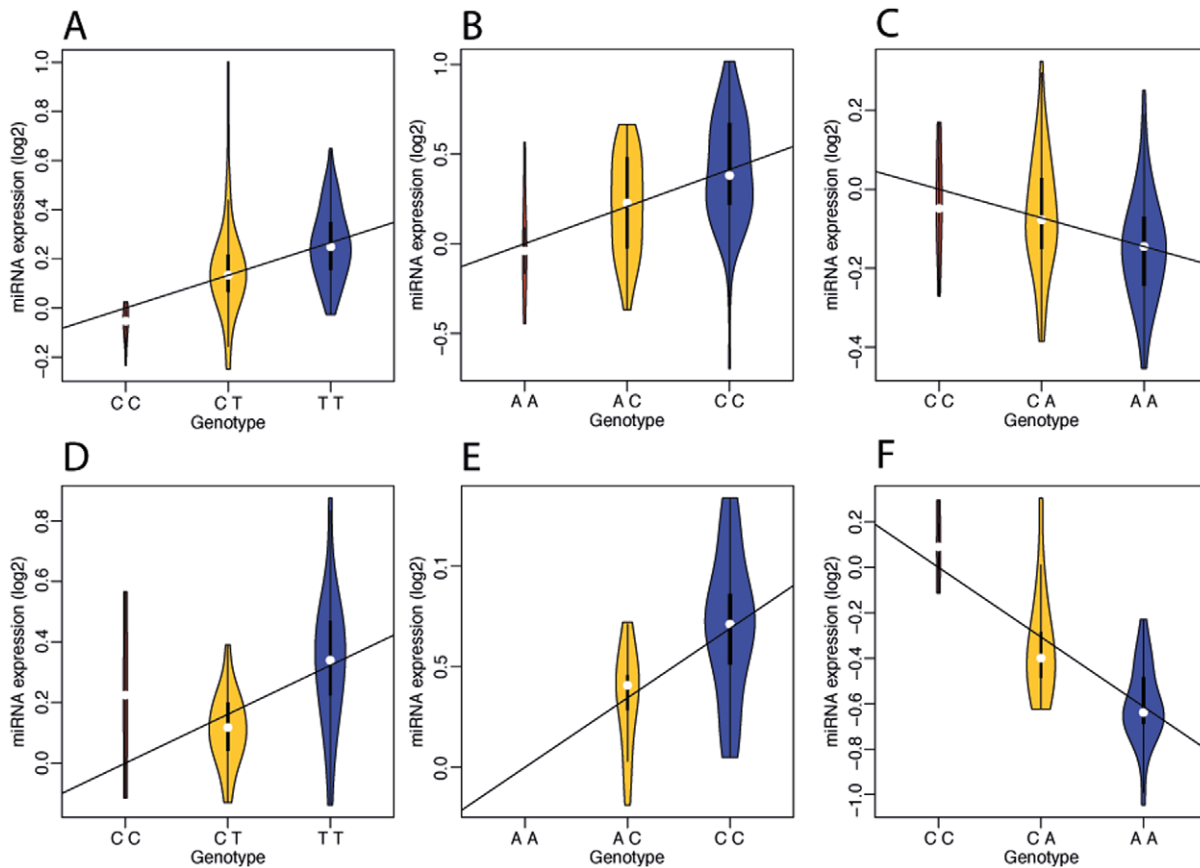 A
miRNA expression (log2)
1.0
0.8
0.6
0.4
0.2
0.0
−0.2
C C
C T
T T
Genotype
B
miRNA expression (log2)
1.0
0.5
0.0
−0.5
A A
A C
C C
Genotype
C
miRNA expression (log2)
0.2
0.0
−0.2
−0.4
C C
C A
A A
Genotype
D
miRNA expression (log2)
0.8
0.6
0.4
0.2
0.0
C C
C T
T T
Genotype
E
miRNA expression (log2)
0.1
0.5
0.0
A A
A C
C C
Genotype
F
miRNA expression (log2)
0.2
0.0
−0.2
−0.4
−0.6
−0.8
−1.0
C C
C A
A A
Genotype